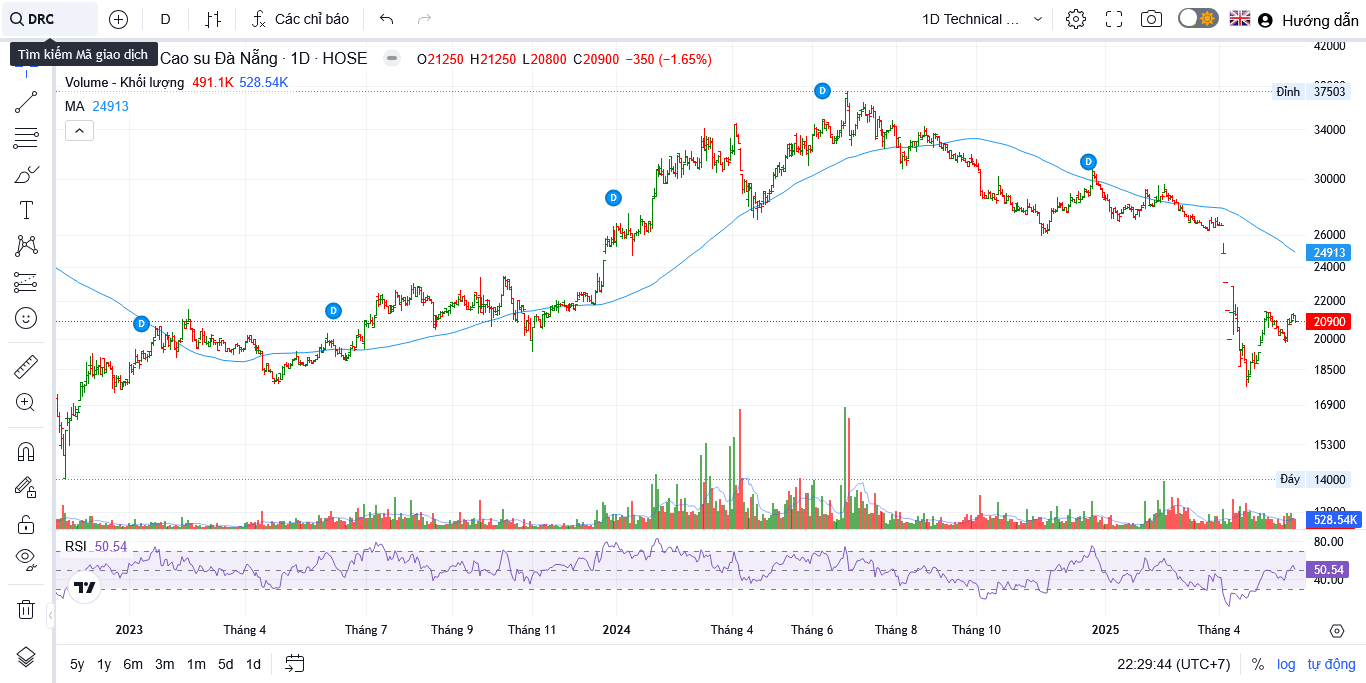 DRC
D
Các chỉ báo
1D Technical ...
Hướng dẫn
Tìm kiếm Mã giao dịch
Cao su Đà Nẵng · 1D · HOSE
O21250 H21250 L20800 C20900 −350 (−1.65%)
Volume - Khối lượng 491.1K 528.54K
MA 24913
42000
Đỉnh 37503
34000
30000
26000
24913
24000
22000
20900
20000
18500
16900
15300
Đáy 14000
528.54K
D
D
D
D
D
RSI 50.54
80.00
50.54
40.00
2023
Tháng 4
Tháng 7
Tháng 9
Tháng 11
2024
Tháng 4
Tháng 6
Tháng 8
Tháng 10
2025
Tháng 4
5y 1y 6m 3m 1m 5d 1d
22:29:44 (UTC+7)
% log tự động